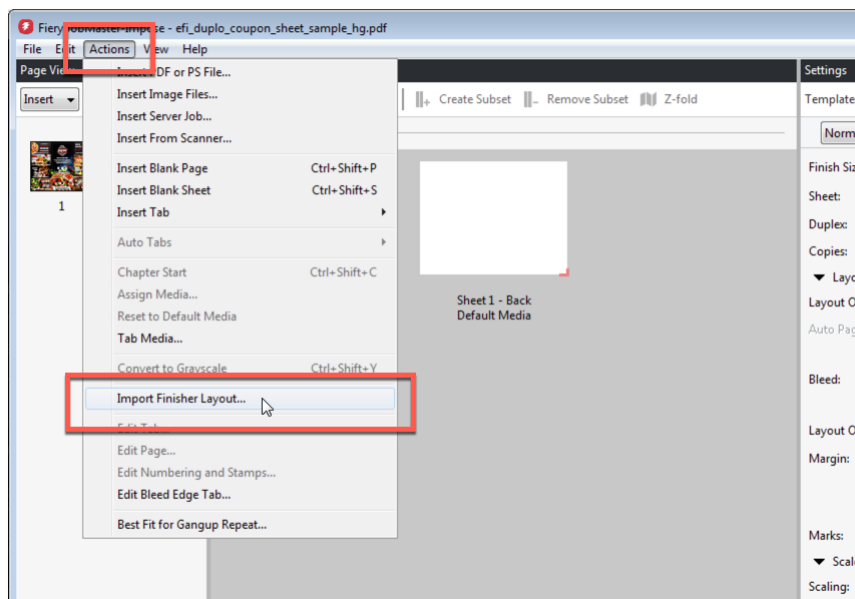 Fiery JobMaster-Impose - efi_duplo_coupon_sheet_sample_hg.pdf
File Edit Actions View Help
Page View
Settings
Insert
Create Subset
Remove Subset
Z-fold
Template
Norm
Insert PDF or PS File...
Insert Image Files...
Insert Server Job...
Insert From Scanner...
Insert Blank Page Ctrl+Shift+P
Insert Blank Sheet Ctrl+Shift+S
Insert Tab
Auto Tabs
Chapter Start Ctrl+Shift+C
Assign Media...
Reset to Default Media
Tab Media...
Convert to Grayscale Ctrl+Shift+Y
Import Finisher Layout...
Edit Tab...
Edit Page...
Edit Numbering and Stamps...
Edit Bleed Edge Tab...
Best Fit for Gangup Repeat...
1
Sheet 1 - Back
Default Media
Finish Siz
Sheet:
Duplex:
Copies:
Layo
Layout O
Auto Pag
Bleed:
Layout O
Margin:
Marks:
Scal
Scaling: